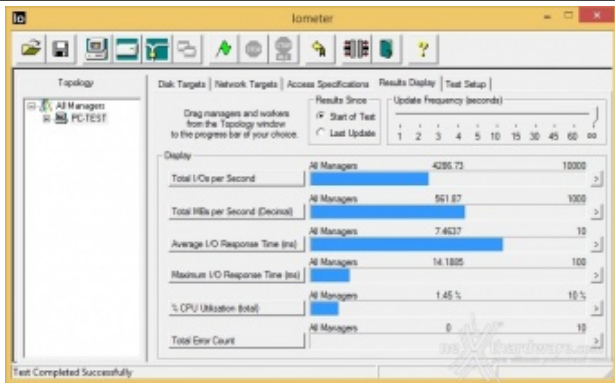 Io
Iometer
Topology
All Managers
PC-TEST
Disk Targets
Network Targets
Access Specifications
Results Display
Test Setup
Drag managers and workers
from the Topology window
to the progress bar of your choice.
Results Since
Start of Test
Last Update
Update Frequency (seconds)
1 2 3 4 5 10 15 30 45 60 ∞
Display
All Managers 4286.73 10000
Total I/Os per Second >
All Managers 561.87 1000
Total MBs per Second (Decimal) >
All Managers 7.4637 10
Average I/O Response Time (ms) >
All Managers 14.1885 100
Maximum I/O Response Time (ms) >
All Managers 1.45 % 10 %
% CPU Utilization (total) >
All Managers 0 10
Total Error Count >
Test Completed Successfully